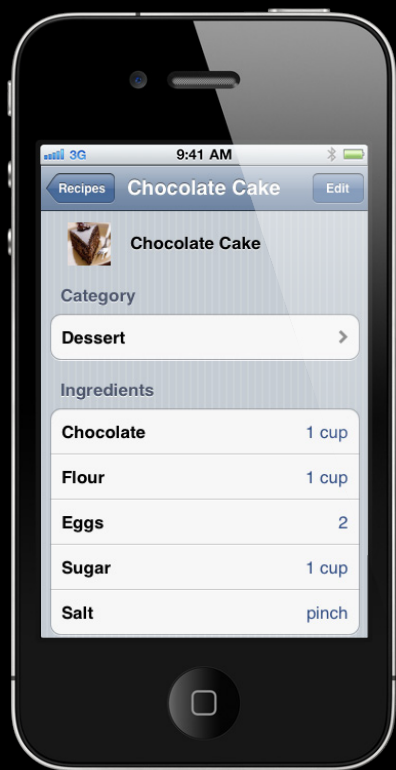 3G 9:41 AM
Recipes Chocolate Cake Edit
Chocolate Cake
Category
Dessert
Ingredients
Chocolate 1 cup
Flour 1 cup
Eggs 2
Sugar 1 cup
Salt pinch